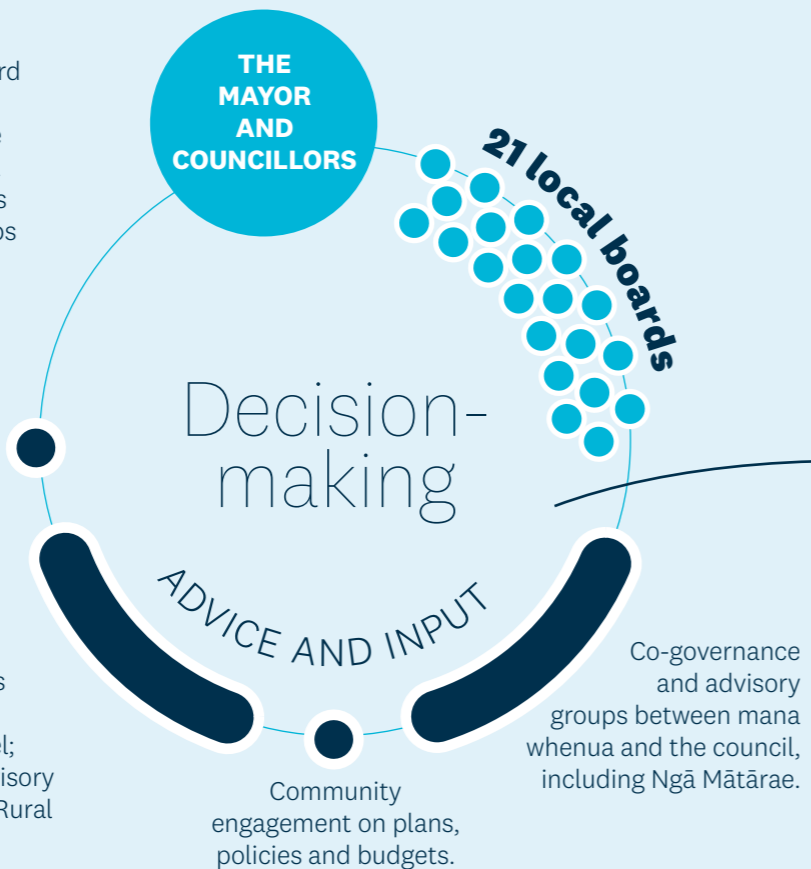 THE
MAYOR
AND
COUNCILLORS
21 local boards
Decision-
making
ADVICE AND INPUT
Co-governance
and advisory
groups between mana
whenua and the council,
including Ngā Mātārae.
Community
engagement on plans,
policies and budgets.
Rural